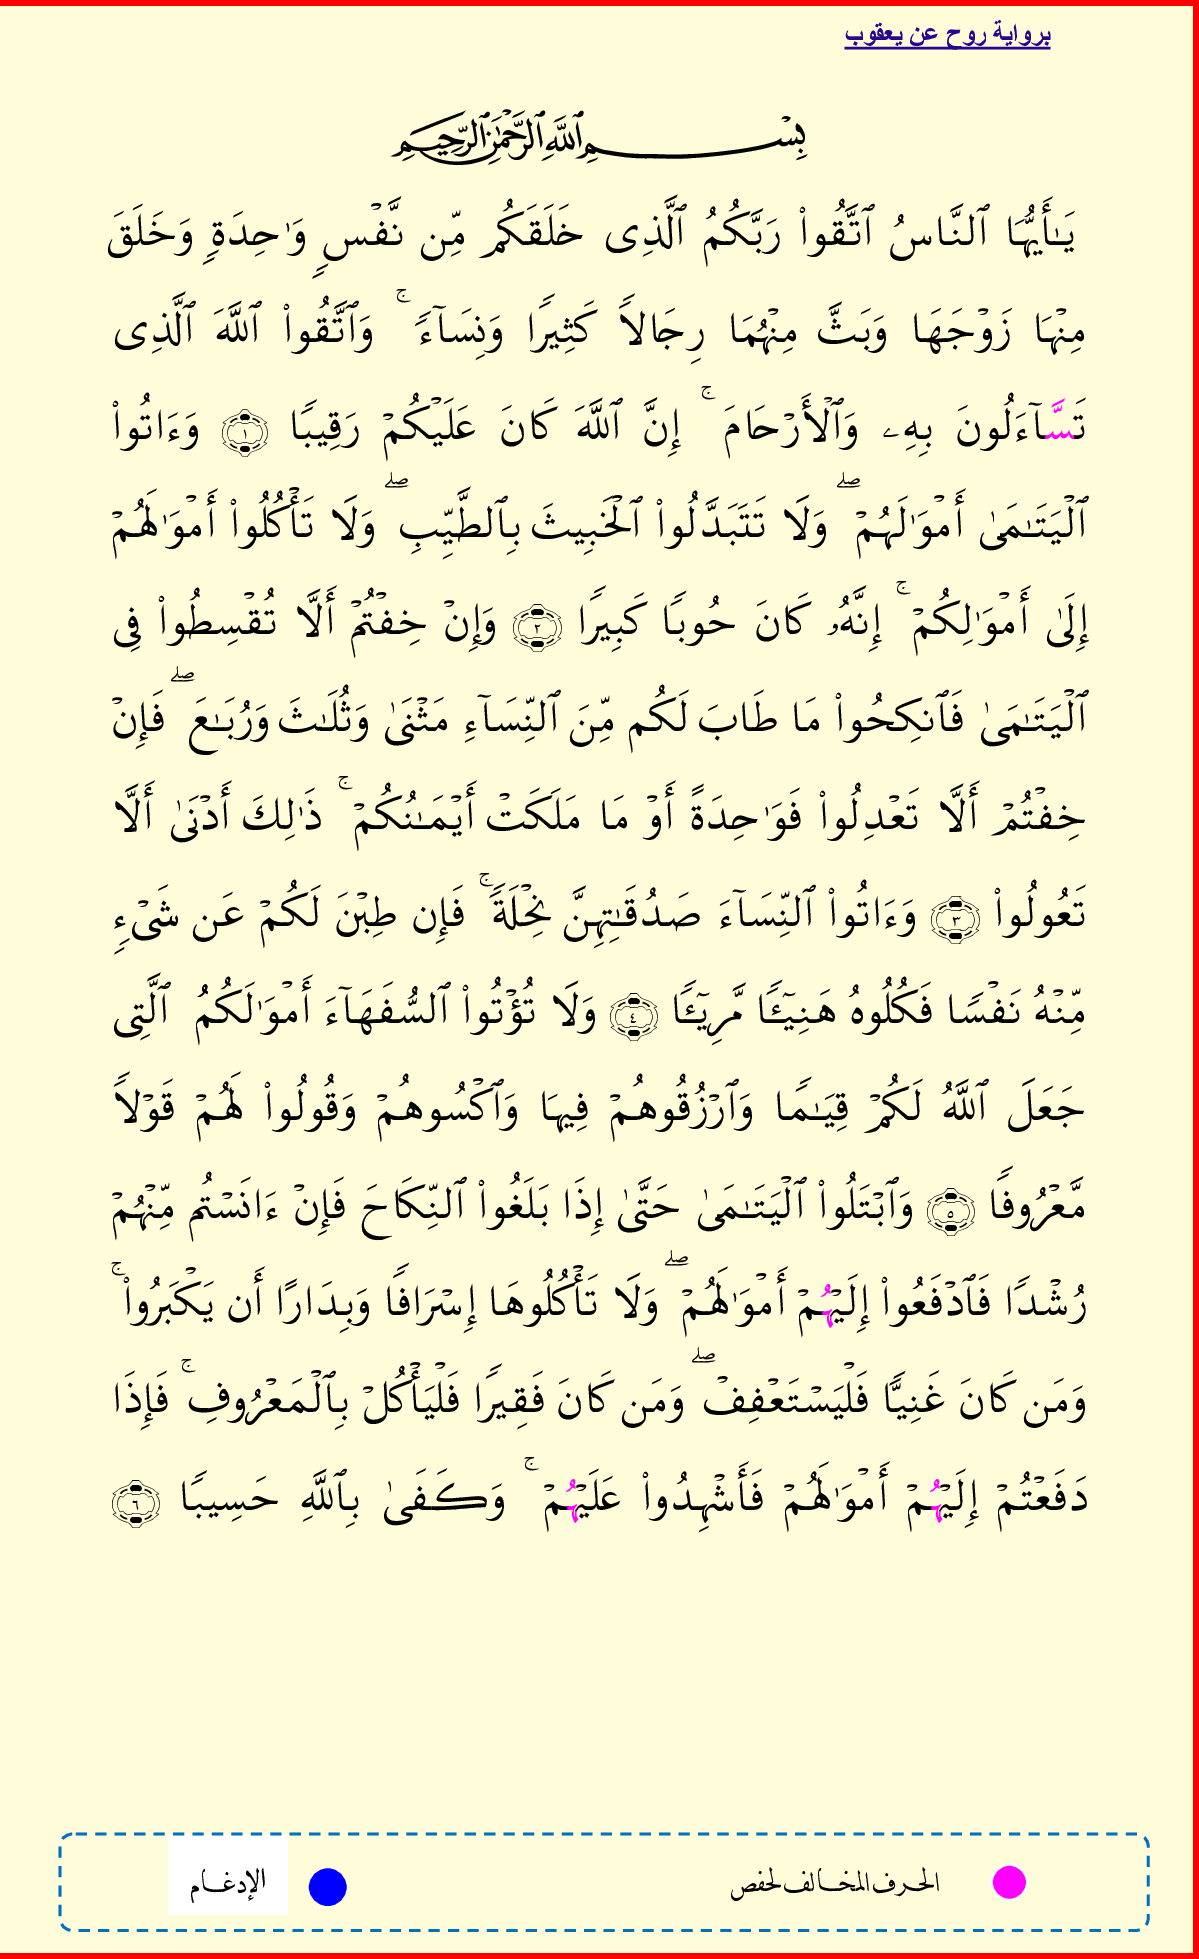 برواية روح عن يعقوب
بِسْمِ ٱللَّهِ ٱلرَّحْمَٰنِ ٱلرَّحِيمِ
يَـٰٓأَيُّهَا ٱلنَّاسُ ٱتَّقُوا۟ رَبَّكُمُ ٱلَّذِى خَلَقَكُم مِّن نَّفْسٍ وَٰحِدَةٍ وَخَلَقَ
مِنْهَا زَوْجَهَا وَبَثَّ مِنْهُمَا رِجَالًا كَثِيرًا وَنِسَآءً ۚ وَٱتَّقُوا۟ ٱللَّهَ ٱلَّذِى
تَسَّآءَلُونَ بِهِۦ وَٱلْأَرْحَامَ ۚ إِنَّ ٱللَّهَ كَانَ عَلَيْكُمْ رَقِيبًا ١ وَءَاتُوا۟
ٱلْيَتَـٰمَىٰ أَمْوَٰلَهُمْ ۖ وَلَا تَتَبَدَّلُوا۟ ٱلْخَبِيثَ بِٱلطَّيِّبِ ۖ وَلَا تَأْكُلُوا۟ أَمْوَٰلَهُمْ
إِلَىٰ أَمْوَٰلِكُمْ ۚ إِنَّهُۥ كَانَ حُوبًا كَبِيرًا ٢ وَإِنْ خِفْتُمْ أَلَّا تُقْسِطُوا۟ فِى
ٱلْيَتَـٰمَىٰ فَٱنكِحُوا۟ مَا طَابَ لَكُم مِّنَ ٱلنِّسَآءِ مَثْنَىٰ وَثُلَـٰثَ وَرُبَـٰعَ ۖ فَإِنْ
خِفْتُمْ أَلَّا تَعْدِلُوا۟ فَوَٰحِدَةً أَوْ مَا مَلَكَتْ أَيْمَـٰنُكُمْ ۚ ذَٰلِكَ أَدْنَىٰ أَلَّا
تَعُولُوا۟ ٣ وَءَاتُوا۟ ٱلنِّسَآءَ صَدُقَـٰتِهِنَّ نِحْلَةً ۚ فَإِن طِبْنَ لَكُمْ عَن شَىْءٍ
مِّنْهُ نَفْسًا فَكُلُوهُ هَنِيٓـًٔا مَّرِيٓـًٔا ٤ وَلَا تُؤْتُوا۟ ٱلسُّفَهَآءَ أَمْوَٰلَكُمُ ٱلَّتِى
جَعَلَ ٱللَّهُ لَكُمْ قِيَـٰمًا وَٱرْزُقُوهُمْ فِيهَا وَٱكْسُوهُمْ وَقُولُوا۟ لَهُمْ قَوْلًا
مَّعْرُوفًا ٥ وَٱبْتَلُوا۟ ٱلْيَتَـٰمَىٰ حَتَّىٰ إِذَا بَلَغُوا۟ ٱلنِّكَاحَ فَإِنْ ءَانَسْتُم مِّنْهُمْ
رُشْدًا فَٱدْفَعُوا۟ إِلَيْهُمْ أَمْوَٰلَهُمْ ۖ وَلَا تَأْكُلُوهَا إِسْرَافًا وَبِدَارًا أَن يَكْبَرُوا۟ ۚ
وَمَن كَانَ غَنِيًّا فَلْيَسْتَعْفِفْ ۖ وَمَن كَانَ فَقِيرًا فَلْيَأْكُلْ بِٱلْمَعْرُوفِ ۚ فَإِذَا
دَفَعْتُمْ إِلَيْهُمْ أَمْوَٰلَهُمْ فَأَشْهِدُوا۟ عَلَيْهُمْ ۚ وَكَفَىٰ بِٱللَّهِ حَسِيبًا ٦
الحرف المخالف لحفص
الإدغام